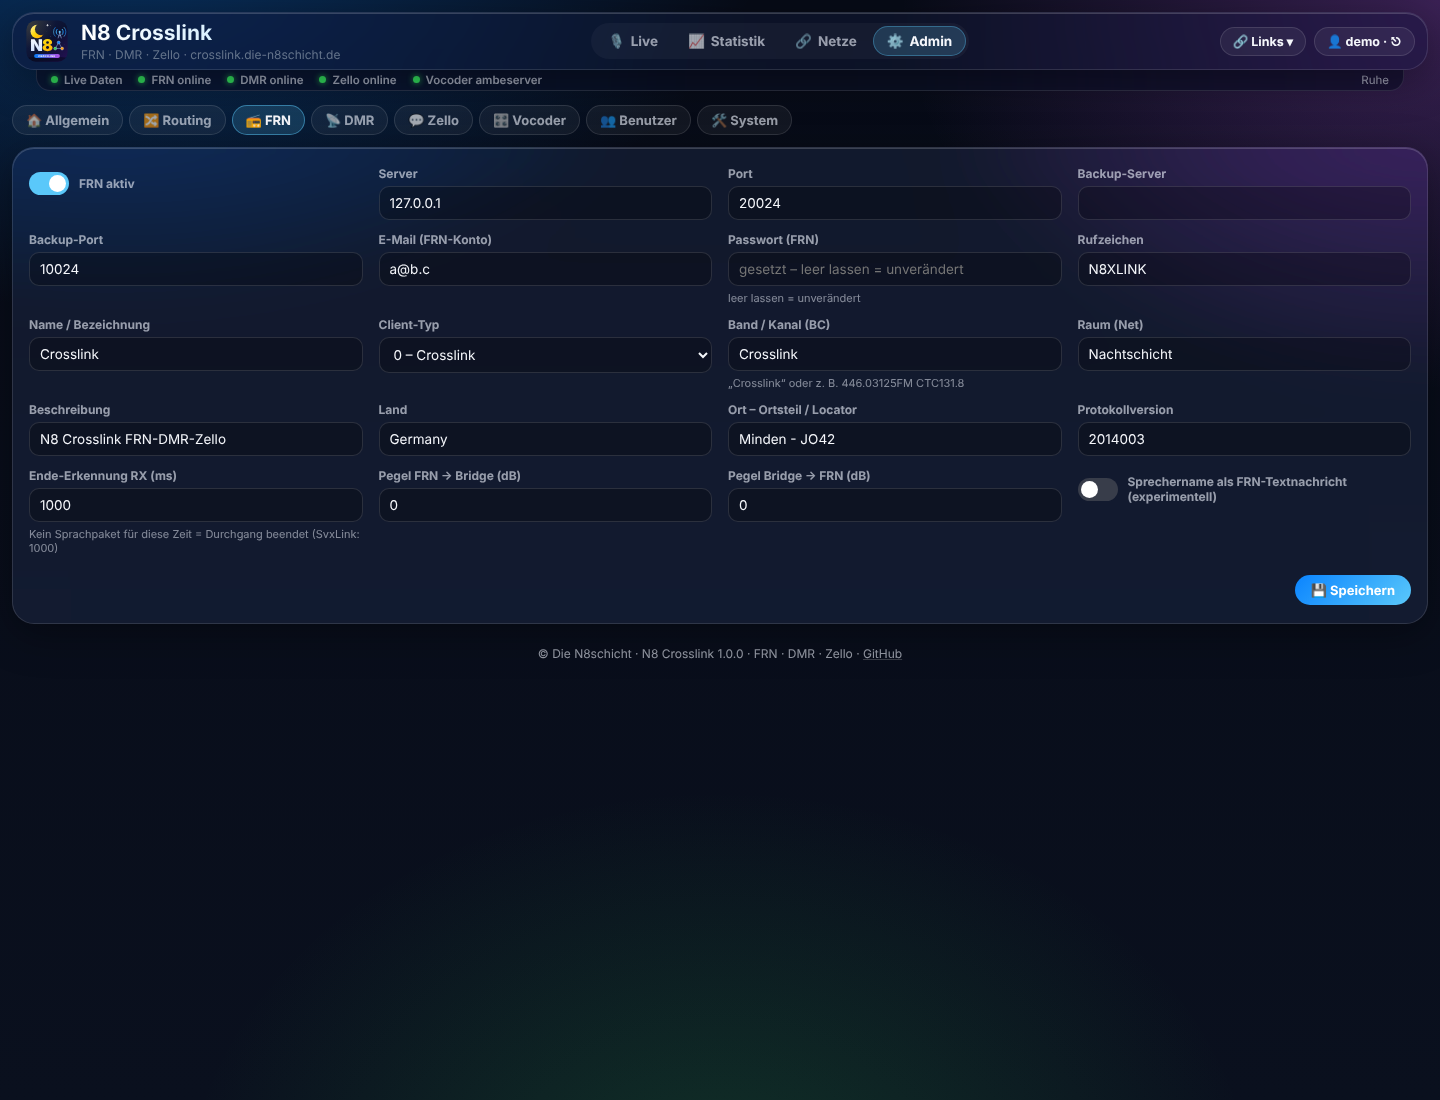 N8
N8 Crosslink
FRN · DMR · Zello · crosslink.die-n8schicht.de
Live
Statistik
Netze
Admin
Links ▾
demo · ⎋
Live Daten
FRN online
DMR online
Zello online
Vocoder ambeserver
Ruhe
Allgemein
Routing
FRN
DMR
Zello
Vocoder
Benutzer
System
FRN aktiv
Server
127.0.0.1
Port
20024
Backup-Server
Backup-Port
10024
E-Mail (FRN-Konto)
a@b.c
Passwort (FRN)
gesetzt – leer lassen = unverändert
leer lassen = unverändert
Rufzeichen
N8XLINK
Name / Bezeichnung
Crosslink
Client-Typ
0 – Crosslink
Band / Kanal (BC)
Crosslink
„Crosslink“ oder z. B. 446.03125FM CTC131.8
Raum (Net)
Nachtschicht
Beschreibung
N8 Crosslink FRN-DMR-Zello
Land
Germany
Ort – Ortsteil / Locator
Minden - JO42
Protokollversion
2014003
Ende-Erkennung RX (ms)
1000
Kein Sprachpaket für diese Zeit = Durchgang beendet (SvxLink:
1000)
Pegel FRN → Bridge (dB)
0
Pegel Bridge → FRN (dB)
0
Sprechername als FRN-Textnachricht
(experimentell)
Speichern
© Die N8schicht · N8 Crosslink 1.0.0 · FRN · DMR · Zello · GitHub